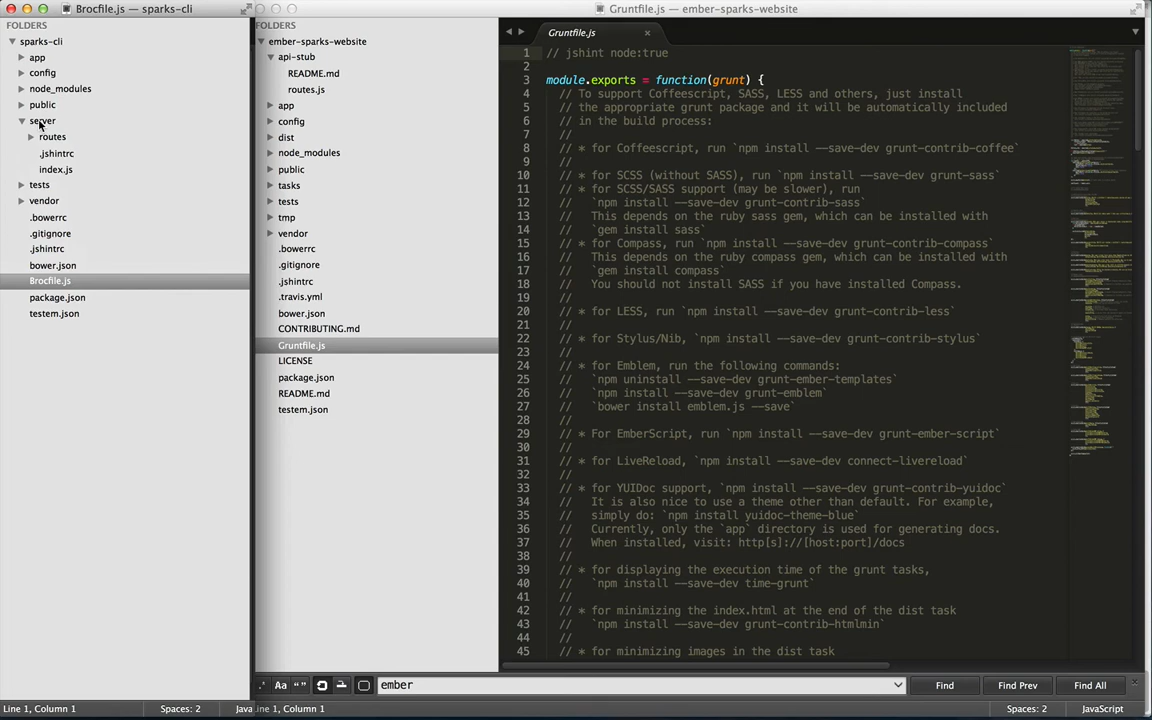 Brocfile.js — sparks-cli
FOLDERS
sparks-cli
app
config
node_modules
public
server
routes
.jshintrc
index.js
tests
vendor
.bowerrc
.gitignore
.jshintrc
bower.json
Brocfile.js
package.json
testem.json
Line 1, Column 1
Spaces: 2
Java
Gruntfile.js — ember-sparks-website
FOLDERS
ember-sparks-website
api-stub
README.md
routes.js
app
config
dist
node_modules
public
tasks
tests
tmp
vendor
.bowerrc
.gitignore
.jshintrc
.travis.yml
bower.json
CONTRIBUTING.md
Gruntfile.js
LICENSE
package.json
README.md
testem.json
Gruntfile.js
1 // jshint node:true
2
3 module.exports = function(grunt) {
4 // To support Coffeescript, SASS, LESS and others, just install
5 // the appropriate grunt package and it will be automatically included
6 // in the build process:
7 //
8 // * for Coffeescript, run `npm install --save-dev grunt-contrib-coffee`
9 //
10 // * for SCSS (without SASS), run `npm install --save-dev grunt-sass`
11 // * for SCSS/SASS support (may be slower), run
12 // `npm install --save-dev grunt-contrib-sass`
13 // This depends on the ruby sass gem, which can be installed with
14 // `gem install sass`
15 // * for Compass, run `npm install --save-dev grunt-contrib-compass`
16 // This depends on the ruby compass gem, which can be installed with
17 // `gem install compass`
18 // You should not install SASS if you have installed Compass.
19 //
20 // * for LESS, run `npm install --save-dev grunt-contrib-less`
21 //
22 // * for Stylus/Nib, `npm install --save-dev grunt-contrib-stylus`
23 //
24 // * for Emblem, run the following commands:
25 // `npm uninstall --save-dev grunt-ember-templates`
26 // `npm install --save-dev grunt-emblem`
27 // `bower install emblem.js --save`
28 //
29 // * For EmberScript, run `npm install --save-dev grunt-ember-script`
30 //
31 // * for LiveReload, `npm install --save-dev connect-livereload`
32 //
33 // * for YUIDoc support, `npm install --save-dev grunt-contrib-yuidoc`
34 // It is also nice to use a theme other than default. For example,
35 // simply do: `npm install yuidoc-theme-blue`
36 // Currently, only the `app` directory is used for generating docs.
37 // When installed, visit: http[s]://[host:port]/docs
38 //
39 // * for displaying the execution time of the grunt tasks,
40 // `npm install --save-dev time-grunt`
41 //
42 // * for minimizing the index.html at the end of the dist task
43 // `npm install --save-dev grunt-contrib-htmlmin`
44 //
45 // * for minimizing images in the dist task
.* Aa “” ember Find Find Prev Find All
Line 1, Column 1 Spaces: 2 JavaScript